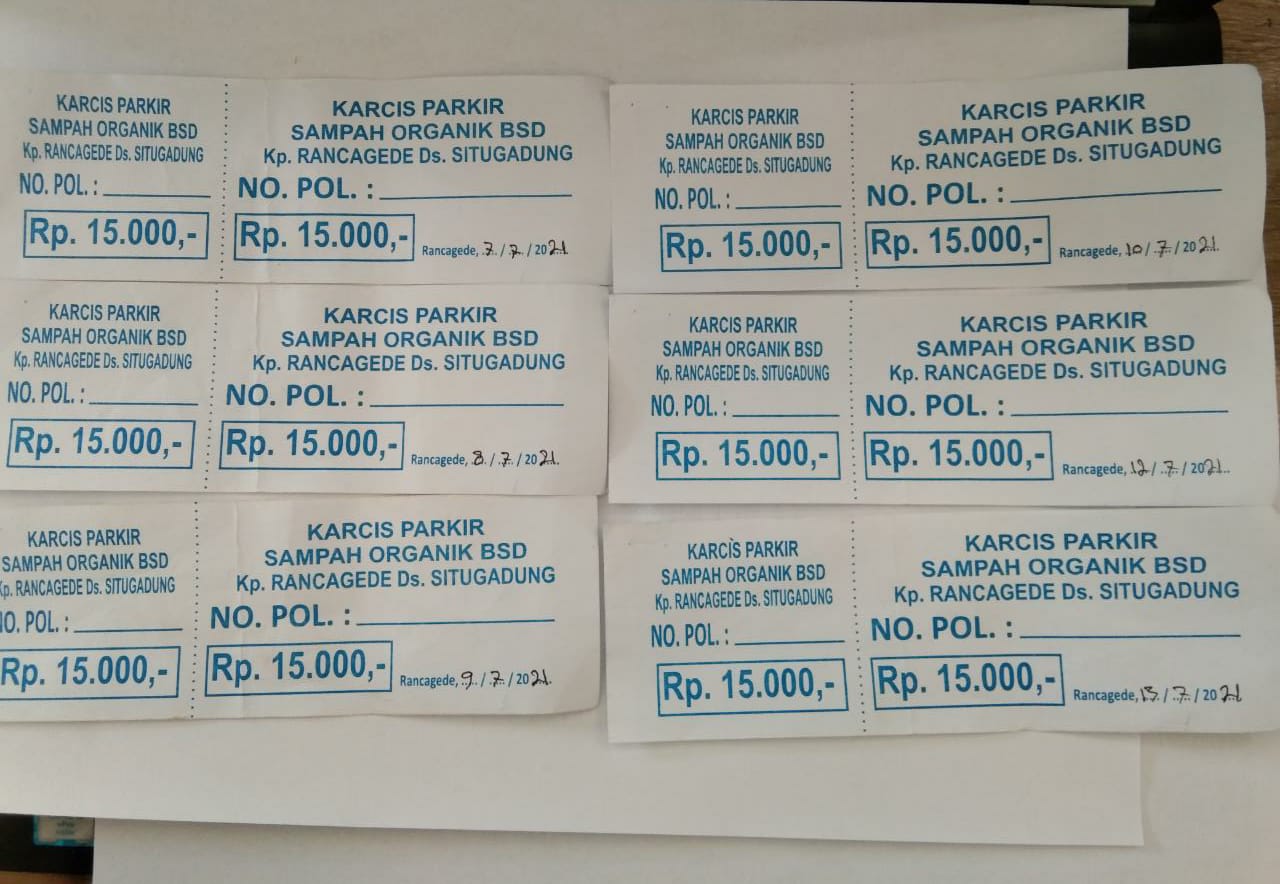 KARCIS PARKIR
SAMPAH ORGANIK BSD
Kp. RANCAGEDE Ds. SITUGADUNG
NO. POL. :
Rp. 15.000,-
KARCIS PARKIR
SAMPAH ORGANIK BSD
Kp. RANCAGEDE Ds. SITUGADUNG
NO. POL. :
Rp. 15.000,- Rancagede, 7 / 7 / 2021.
KARCIS PARKIR
SAMPAH ORGANIK BSD
Kp. RANCAGEDE Ds. SITUGADUNG
NO. POL. :
Rp. 15.000,-
KARCIS PARKIR
SAMPAH ORGANIK BSD
Kp. RANCAGEDE Ds. SITUGADUNG
NO. POL. :
Rp. 15.000,- Rancagede, 8 / 7 / 2021.
KARCIS PARKIR
SAMPAH ORGANIK BSD
Kp. RANCAGEDE Ds. SITUGADUNG
NO. POL. :
Rp. 15.000,-
KARCIS PARKIR
SAMPAH ORGANIK BSD
Kp. RANCAGEDE Ds. SITUGADUNG
NO. POL. :
Rp. 15.000,- Rancagede, 9 / 7 / 2021.
KARCIS PARKIR
SAMPAH ORGANIK BSD
Kp. RANCAGEDE Ds. SITUGADUNG
NO. POL. :
Rp. 15.000,-
KARCIS PARKIR
SAMPAH ORGANIK BSD
Kp. RANCAGEDE Ds. SITUGADUNG
NO. POL. :
Rp. 15.000,- Rancagede, 10 / 7 / 2021.
KARCIS PARKIR
SAMPAH ORGANIK BSD
Kp. RANCAGEDE Ds. SITUGADUNG
NO. POL. :
Rp. 15.000,-
KARCIS PARKIR
SAMPAH ORGANIK BSD
Kp. RANCAGEDE Ds. SITUGADUNG
NO. POL. :
Rp. 15.000,- Rancagede, 12 / 7 / 2021.
KARCIS PARKIR
SAMPAH ORGANIK BSD
Kp. RANCAGEDE Ds. SITUGADUNG
NO. POL. :
Rp. 15.000,-
KARCIS PARKIR
SAMPAH ORGANIK BSD
Kp. RANCAGEDE Ds. SITUGADUNG
NO. POL. :
Rp. 15.000,- Rancagede, 13 / 7 / 2021